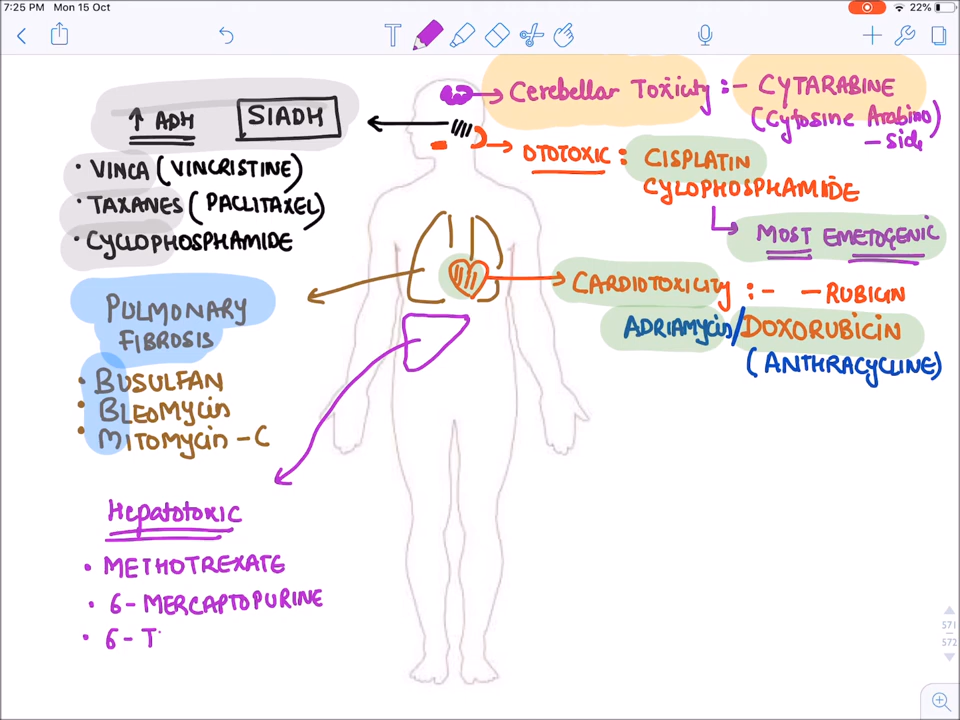 7:25 PM Mon 15 Oct
22%
T
↑ ADH
SIADH
• VINCA (VINCRISTINE)
• TAXANES (PACLITAXEL)
• CYCLOPHOSPHAMIDE
Cerebellar Toxicity :- CYTARABINE
(Cytosine Arabino)
- side
OTOTOXIC : CISPLATIN
CYLOPHOSPHAMIDE
MOST EMETOGENIC
CARDIOTOXICITY :- - RUBICIN
ADRIAMYCIN/DOXORUBICIN
(ANTHRACYCLINE)
PULMONARY
FIBROSIS
• BUSULFAN
• BLEOMYCIN
• MITOMYCIN - C
Hepatotoxic
• METHOTREXATE
• 6 - MERCAPTOPURINE
• 6 - T
571
572